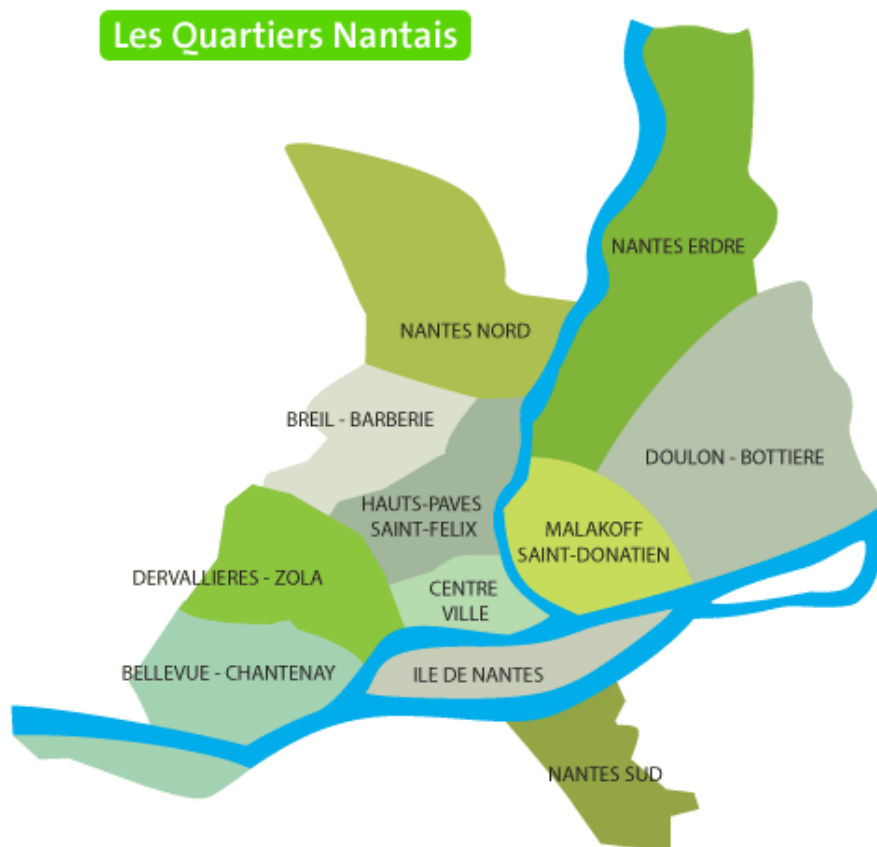 Les Quartiers Nantais
NANTES ERDRE
NANTES NORD
BREIL - BARBERIE
DOULON - BOTTIERE
HAUTS-PAVES
SAINT-FELIX
MALAKOFF
SAINT-DONATIEN
DERVALLIERES - ZOLA
CENTRE
VILLE
BELLEVUE - CHANTENAY
ILE DE NANTES
NANTES SUD